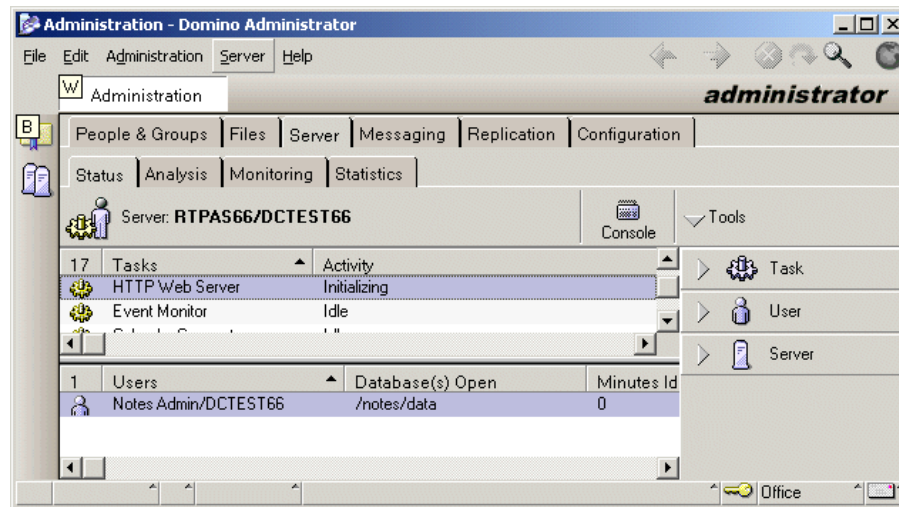 Administration - Domino Administrator
File Edit Administration Server Help
W Administration administrator
B
People & Groups Files Server Messaging Replication Configuration
Status Analysis Monitoring Statistics
Server: RTPAS66/DCTEST66 Console Tools
17 Tasks Activity
HTTP Web Server Initializing
Event Monitor Idle
Task
User
Server
1 Users Database(s) Open Minutes Id
Notes Admin/DCTEST66 /notes/data 0
Office